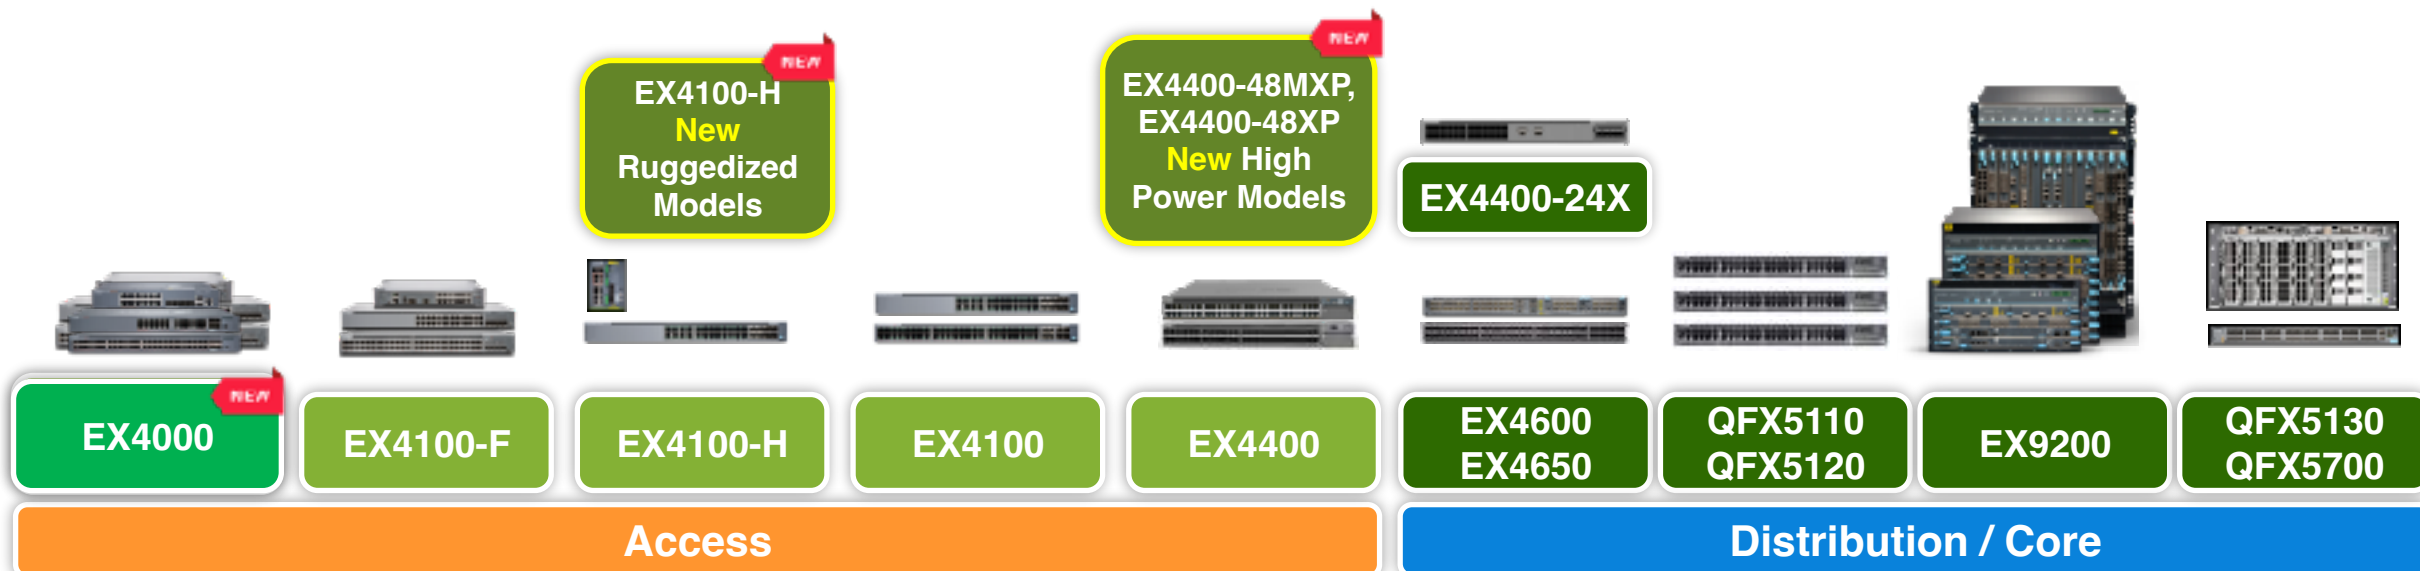 NEW
EX4100-H
New
Ruggedized
Models
NEW
EX4400-48MXP,
EX4400-48XP
New High
Power Models
EX4400-24X
NEW
EX4000
EX4100-F
EX4100-H
EX4100
EX4400
EX4600
EX4650
QFX5110
QFX5120
EX9200
QFX5130
QFX5700
Access
Distribution / Core